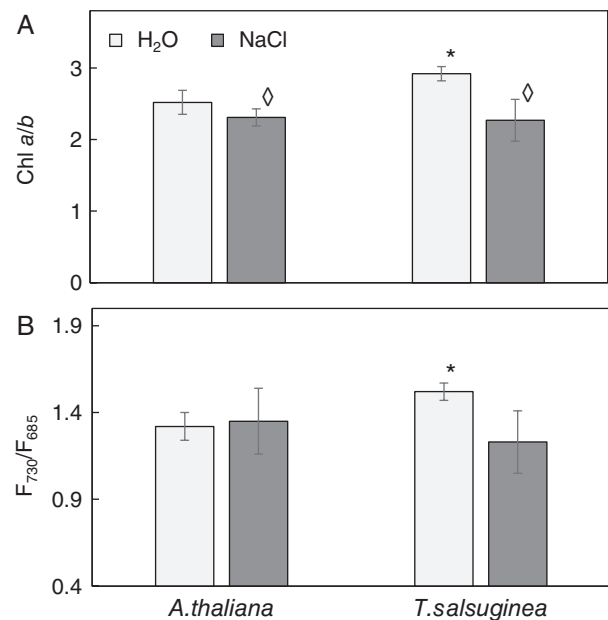 A
H₂O NaCl
*
◊ ◊
3
2
1
0
Chl a/b
B
1.9
1.4
0.9
0.4
*
F₇₃₀/F₆₈₅
A.thaliana T.salsuginea